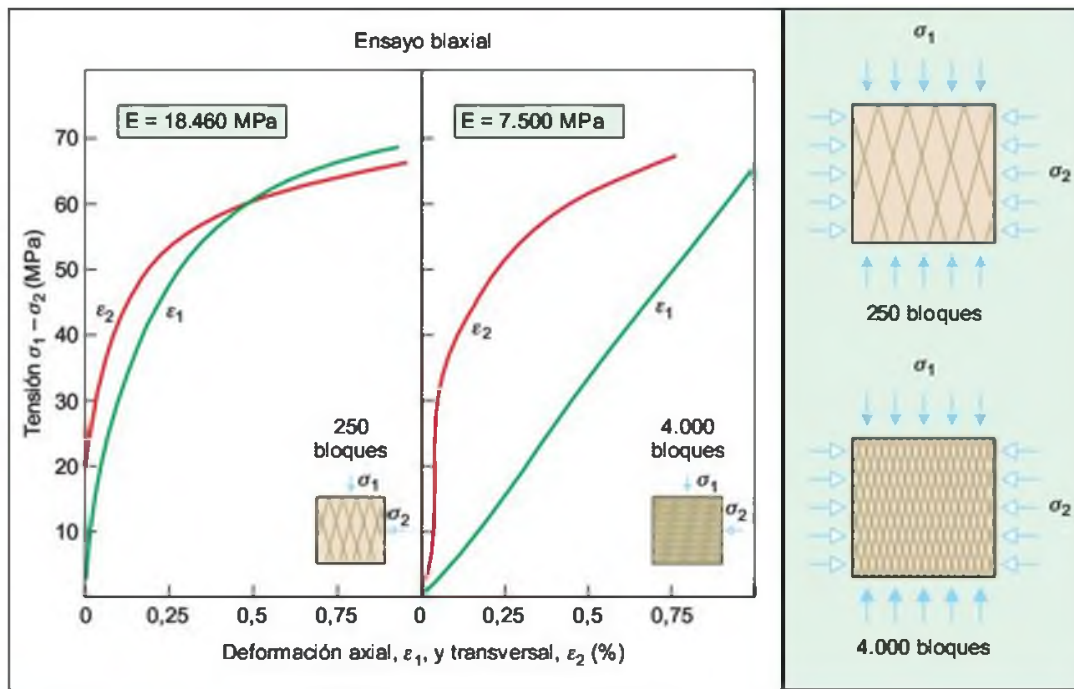 Ensayo biaxial
E = 18.460 MPa
E = 7.500 MPa
Tensión σ₁ – σ₂ (MPa)
70
60
50
40
30
20
10
ε₂
ε₁
250
bloques
σ₁
σ₂
ε₁
ε₂
4.000
bloques
σ₁
σ₂
0
0,25
0,5
0,75
0
0,25
0,5
0,75
Deformación axial, ε₁, y transversal, ε₂ (%)
σ₁
σ₂
250 bloques
σ₁
σ₂
4.000 bloques